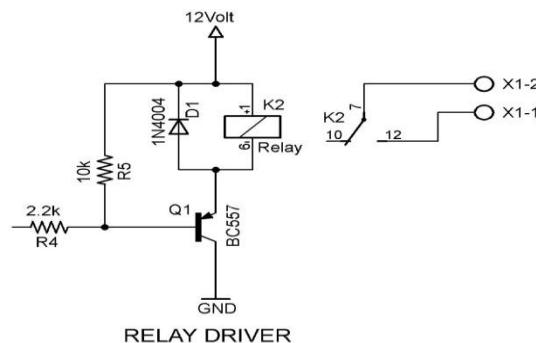 12Volt
1N4004
D1
+1
K2
6
Relay
10k
R5
2.2k
R4
Q1
BC557
GND
K2
7
10
12
X1-2
X1-1
RELAY DRIVER